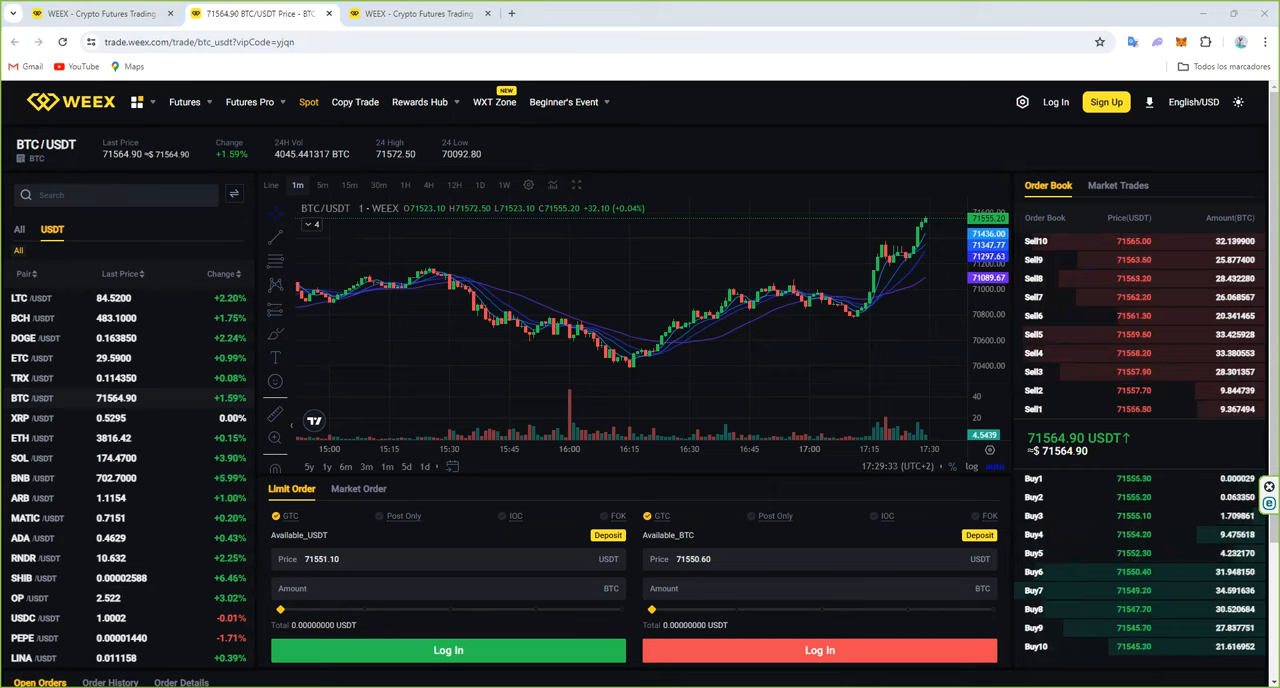 WEEX - Crypto Futures Trading
71564.90 BTC/USDT Price - BTC
WEEX - Crypto Futures Trading
trade.weex.com/trade/btc_usdt?vipCode=yjqn
Gmail YouTube Maps Todos los marcadores
WEEX Futures Futures Pro Spot Copy Trade Rewards Hub WXT Zone NEW Beginner's Event Log In Sign Up English/USD
BTC/USDT
BTC
Last Price
71564.90 ≈$ 71564.90
Change
+1.59%
24H Vol
4045.441317 BTC
24 High
71572.50
24 Low
70092.80
Search
All USDT
All
Pair Last Price Change
LTC /USDT 84.5200 +2.20%
BCH /USDT 483.1000 +1.75%
DOGE /USDT 0.163850 +2.24%
ETC /USDT 29.5900 +0.99%
TRX /USDT 0.114350 +0.08%
BTC /USDT 71564.90 +1.59%
XRP /USDT 0.5295 0.00%
ETH /USDT 3816.42 +0.15%
SOL /USDT 174.4700 +3.90%
BNB /USDT 702.7000 +5.99%
ARB /USDT 1.1154 +1.00%
MATIC /USDT 0.7151 +0.20%
ADA /USDT 0.4629 +0.43%
RNDR /USDT 10.632 +2.25%
SHIB /USDT 0.00002588 +6.46%
OP /USDT 2.522 +3.02%
USDC /USDT 1.0002 -0.01%
PEPE /USDT 0.00001440 -1.71%
LINA /USDT 0.011158 +0.39%
Open Orders Order History Order Details
Line 1m 5m 15m 30m 1H 4H 12H 1D 1W
BTC/USDT · 1 · WEEX O71523.10 H71572.50 L71523.10 C71555.20 +32.10 (+0.04%)
4
71555.20
71436.00
71347.77
71297.63
71200.00
71089.67
71000.00
70800.00
70600.00
70400.00
40
20
4.5439
15:00 15:15 15:30 15:45 16:00 16:15 16:30 16:45 17:00 17:15 17:30
5y 1y 6m 3m 1m 5d 1d 17:29:33 (UTC+2) % log auto
Limit Order Market Order
GTC Post Only IOC FOK
Available_USDT Deposit
Price 71551.10 USDT
Amount BTC
Total 0.00000000 USDT
Log In
GTC Post Only IOC FOK
Available_BTC Deposit
Price 71550.60 USDT
Amount BTC
Total 0.00000000 USDT
Log In
Order Book Market Trades
Order Book Price(USDT) Amount(BTC)
Sell10 71565.00 32.139900
Sell9 71563.60 25.877400
Sell8 71563.20 28.432280
Sell7 71562.20 26.068567
Sell6 71561.30 20.341465
Sell5 71559.60 33.425928
Sell4 71558.20 33.380553
Sell3 71557.90 28.301357
Sell2 71557.70 9.844739
Sell1 71556.80 9.367494
71564.90 USDT↑
≈$ 71564.90
Buy1 71555.30 0.000029
Buy2 71555.20 0.063350
Buy3 71555.10 1.709861
Buy4 71554.20 9.475618
Buy5 71552.30 4.232170
Buy6 71550.40 31.948150
Buy7 71549.20 34.591636
Buy8 71547.70 30.520684
Buy9 71545.70 27.837751
Buy10 71545.30 21.616952